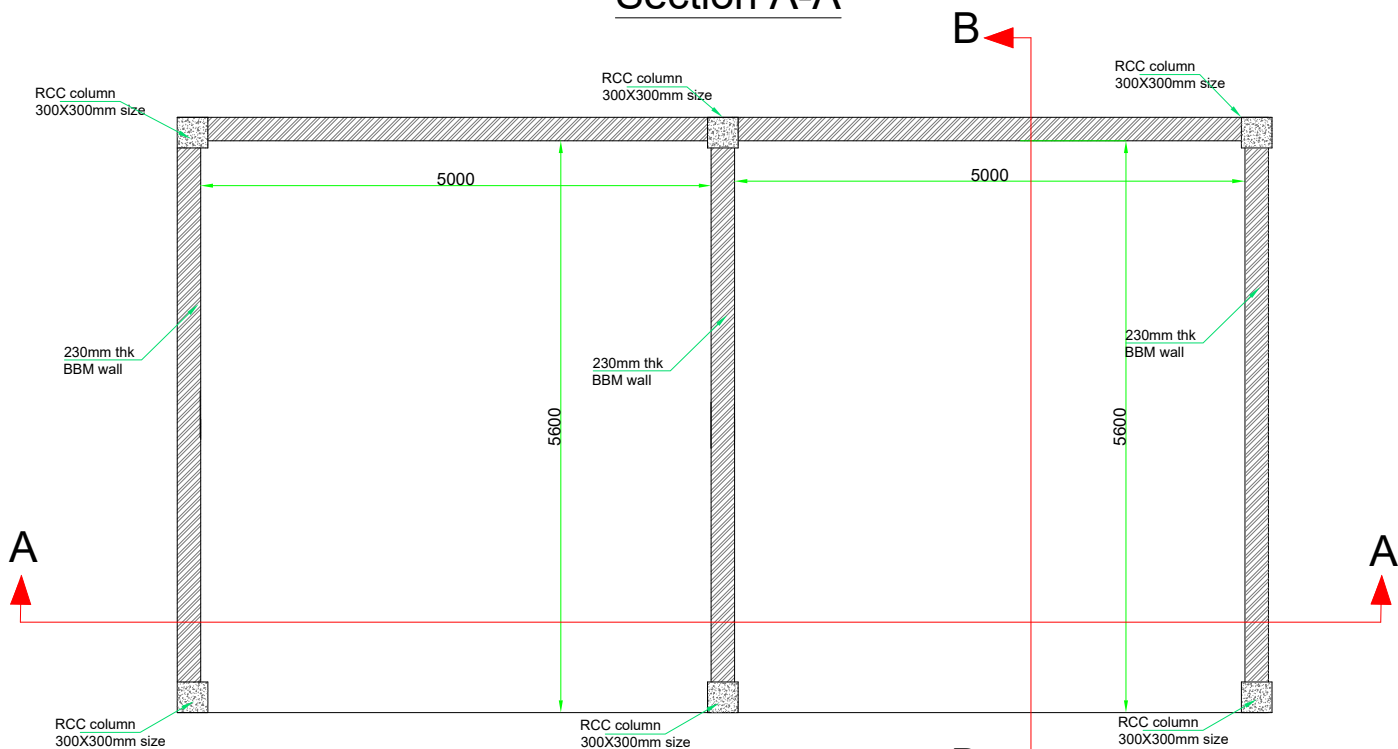 Section A-A
B
RCC column
300X300mm size
RCC column
300X300mm size
RCC column
300X300mm size
5000
5000
230mm thk
BBM wall
230mm thk
BBM wall
230mm thk
BBM wall
5600
5600
A
A
RCC column
300X300mm size
RCC column
300X300mm size
RCC column
300X300mm size